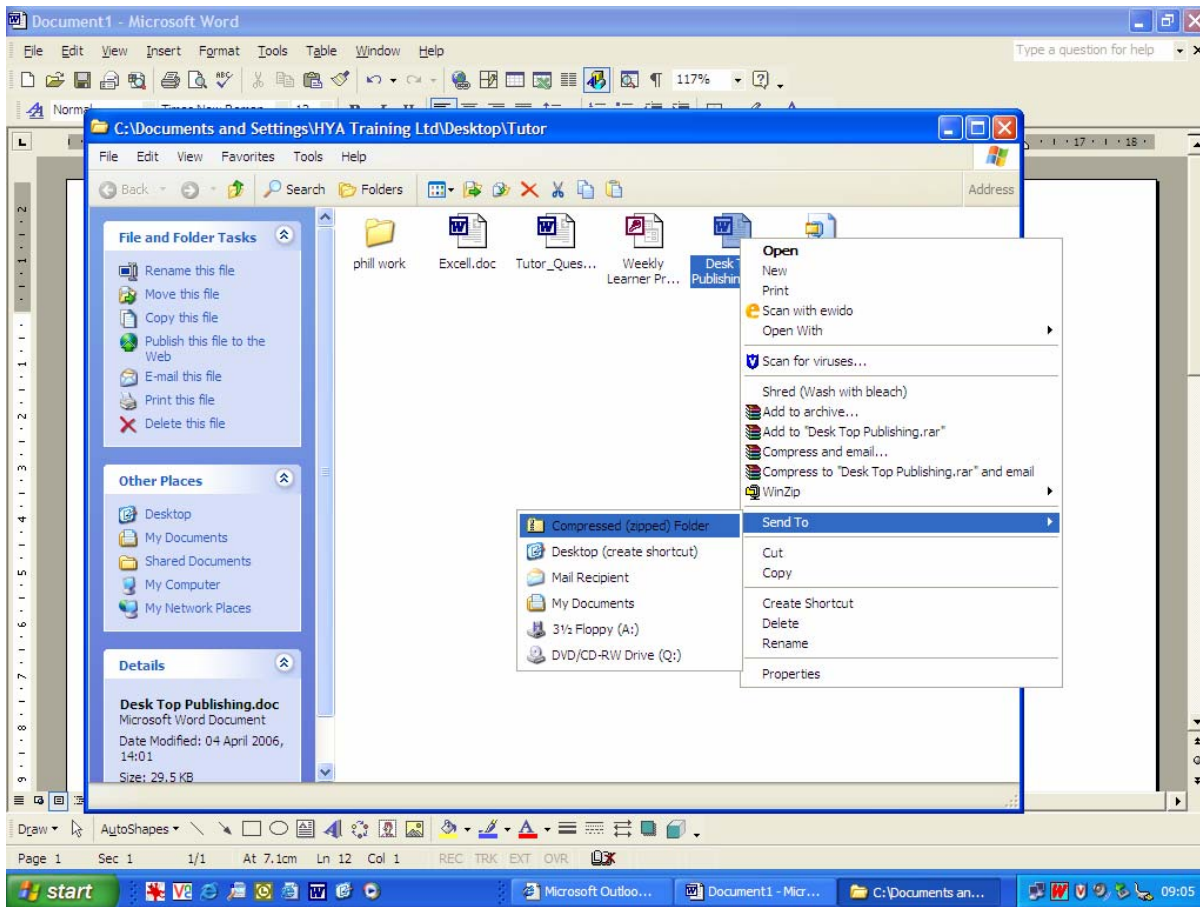 Document1 - Microsoft Word
File Edit View Insert Format Tools Table Window Help
Type a question for help
117%
Normal
C:\Documents and Settings\HYA Training Ltd\Desktop\Tutor
17 18
File Edit View Favorites Tools Help
Back Search Folders
Address
File and Folder Tasks
Rename this file
Move this file
Copy this file
Publish this file to the
Web
E-mail this file
Print this file
Delete this file
Other Places
Desktop
My Documents
Shared Documents
My Computer
My Network Places
Details
Desk Top Publishing.doc
Microsoft Word Document
Date Modified: 04 April 2006,
14:01
Size: 29.5 KB
phill work
Excell.doc
Tutor_Ques...
Weekly
Learner Pr...
Desk
Open
New
Print
Scan with ewido
Open With
Scan for viruses...
Shred (Wash with bleach)
Add to archive...
Add to "Desk Top Publishing.rar"
Compress and email...
Compress to "Desk Top Publishing.rar" and email
WinZip
Send To
Cut
Copy
Create Shortcut
Delete
Rename
Properties
Compressed (zipped) Folder
Desktop (create shortcut)
Mail Recipient
My Documents
3½ Floppy (A:)
DVD/CD-RW Drive (Q:)
Draw AutoShapes
Page 1 Sec 1 1/1 At 7.1cm Ln 12 Col 1 REC TRK EXT OVR
start
Microsoft Outloo...
Document1 - Micr...
C:\Documents an...
09:05